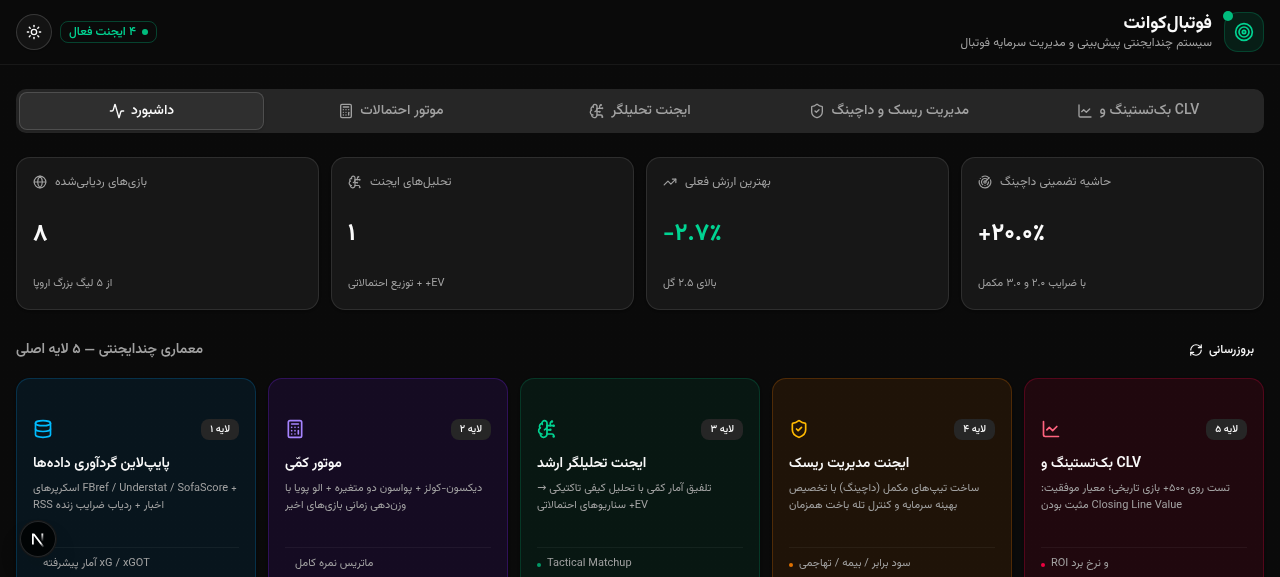 فوتبال‌کوانت
سیستم چندایجنتی پیش‌بینی و مدیریت سرمایه فوتبال
۴ ایجنت فعال
داشبورد
موتور احتمالات
ایجنت تحلیلگر
مدیریت ریسک و داچینگ
بک‌تستینگ و CLV
بازی‌های ردیابی‌شده
۸
از ۵ لیگ بزرگ اروپا
تحلیل‌های ایجنت
۱
EV+ + توزیع احتمالاتی
بهترین ارزش فعلی
-۲.۷٪
بالای ۲.۵ گل
حاشیه تضمینی داچینگ
+۲۰.۰٪
با ضرایب ۲.۰ و ۳.۰ مکمل
معماری چندایجنتی — ۵ لایه اصلی
بروزرسانی
لایه ۱
پایپ‌لاین گردآوری داده‌ها
اسکرپرهای FBref / Understat / SofaScore +
اخبار + ردیاب ضرایب زنده RSS
آمار پیشرفته xG / xGOT
لایه ۲
موتور کمّی
دیکسون-کولز + پواسون دو متغیره + الو پویا با
وزن‌دهی زمانی بازی‌های اخیر
ماتریس نمره کامل
لایه ۳
ایجنت تحلیلگر ارشد
تلفیق آمار کمّی با تحلیل کیفی تاکتیکی →
سناریوهای احتمالاتی +EV
Tactical Matchup
لایه ۴
ایجنت مدیریت ریسک
ساخت تیپ‌های مکمل (داچینگ) با تخصیص
بهینه سرمایه و کنترل تله باخت همزمان
سود برابر / بیمه / تهاجمی
لایه ۵
بک‌تستینگ و CLV
تست روی ۵۰۰+ بازی تاریخی؛ معیار موفقیت:
مثبت بودن Closing Line Value
ROI و نرخ برد
N